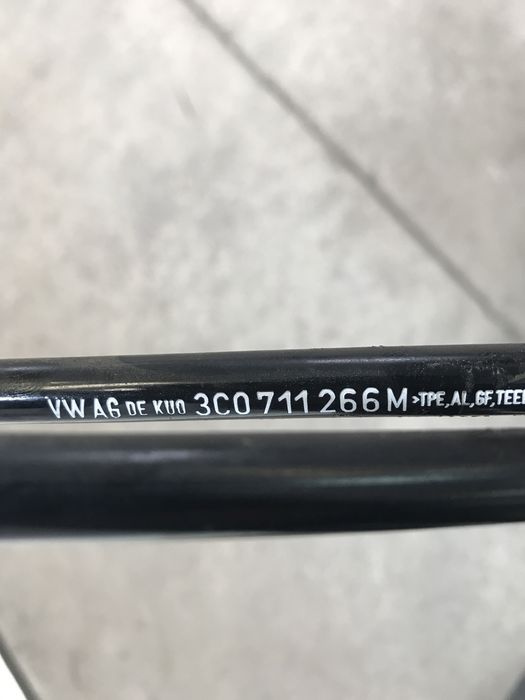 VW AG DE KUO 3C0 711 266 M >TPE,AL,GF,TEE